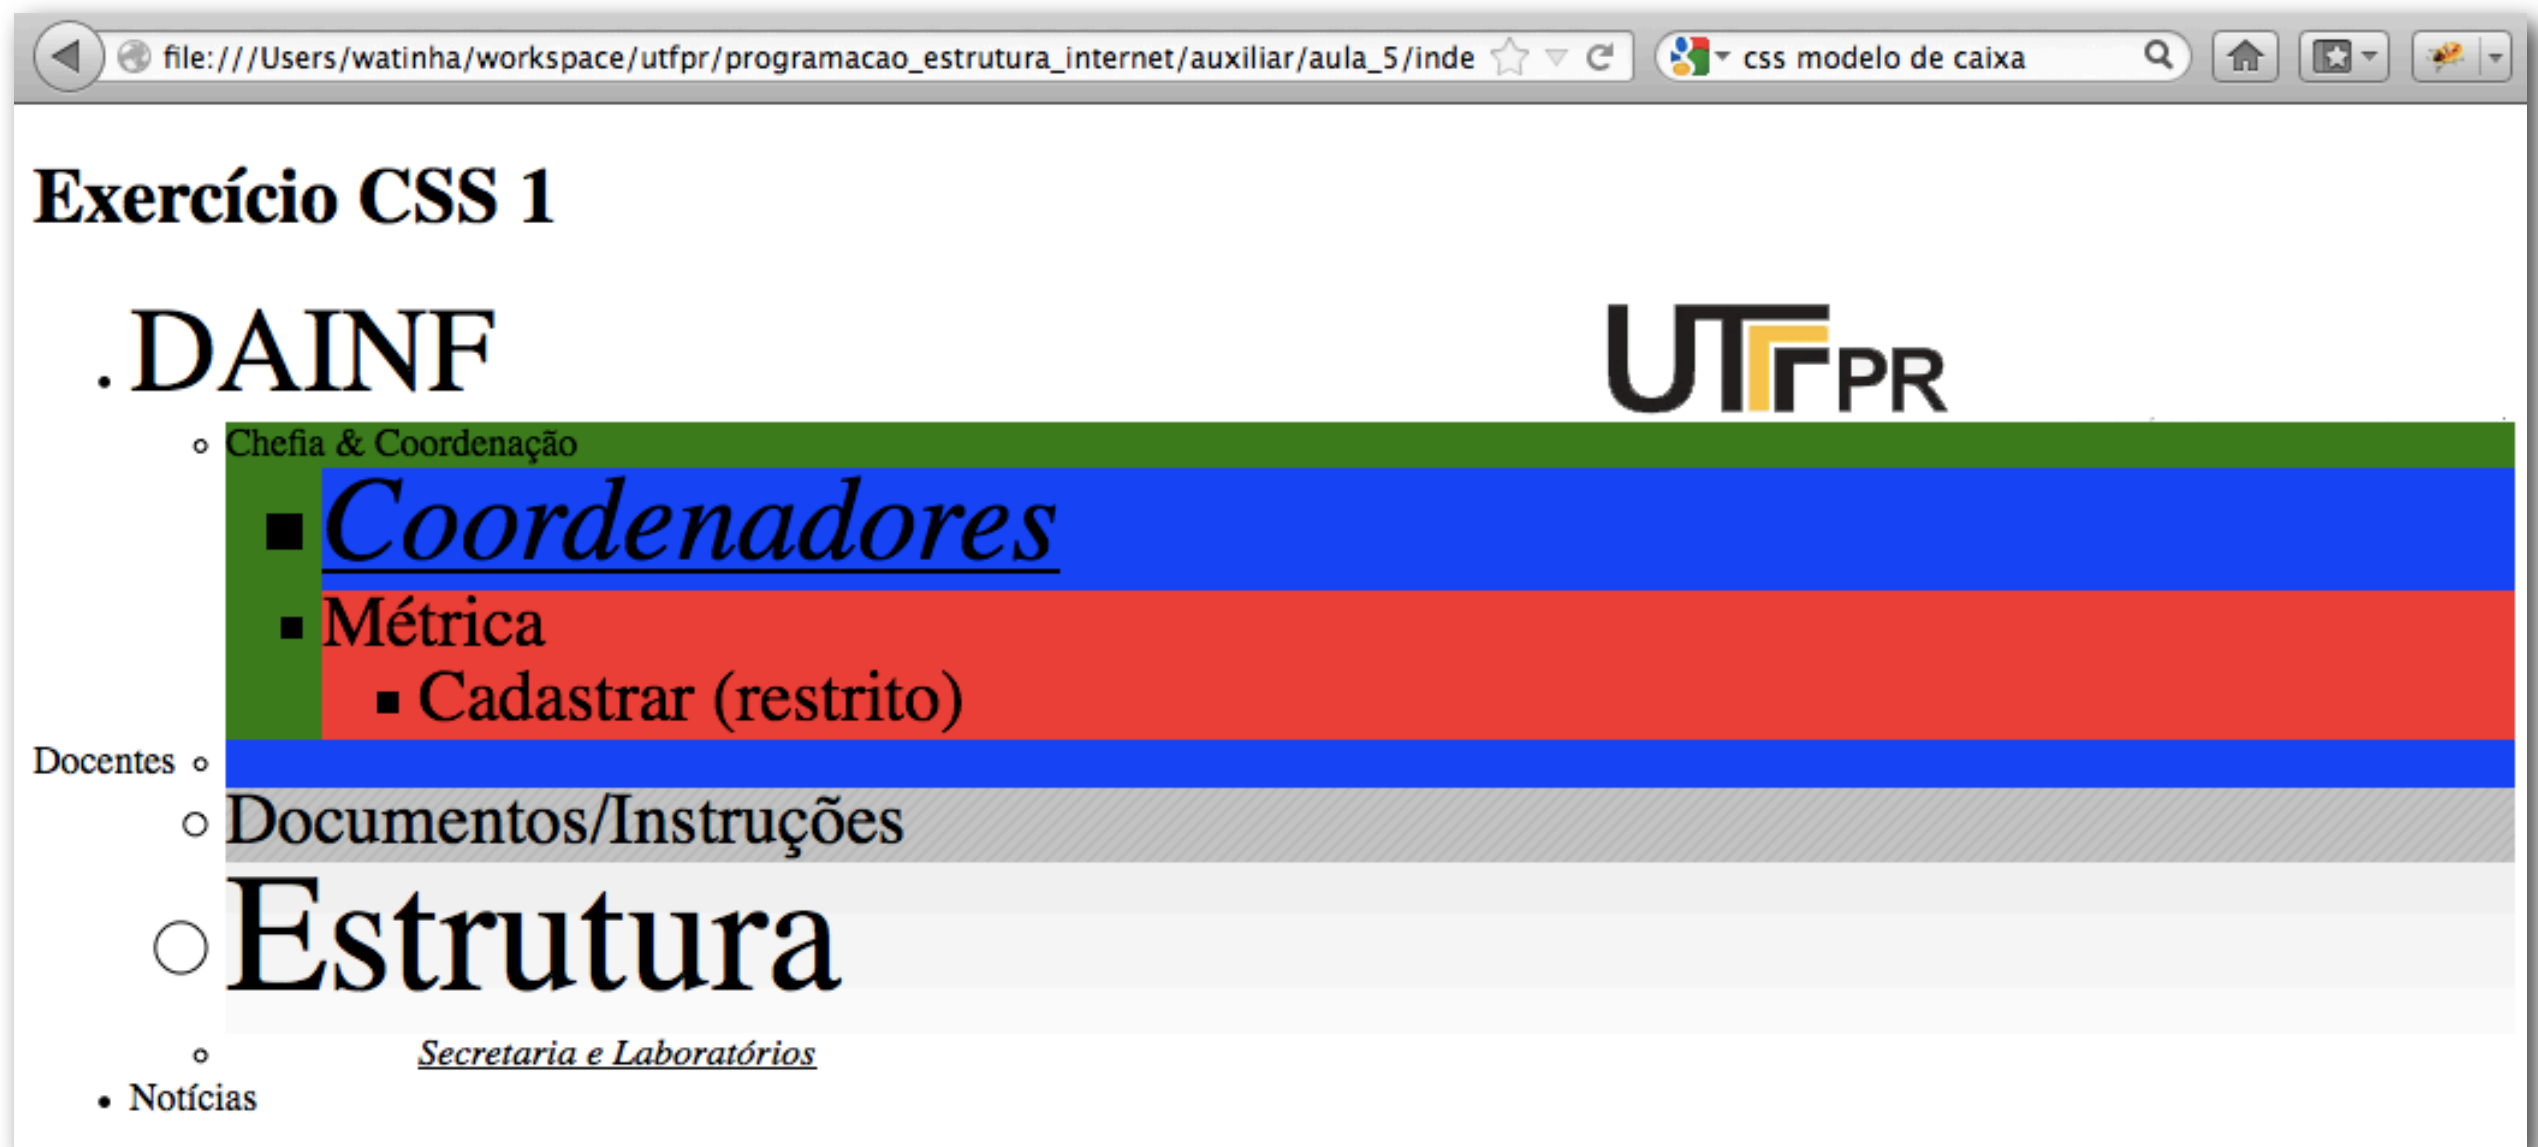 file:///Users/watinha/workspace/utfpr/programacao_estrutura_internet/auxiliar/aula_5/inde
css modelo de caixa
Exercício CSS 1
DAINF
UTFPR
Chefia & Coordenação
Coordenadores
Métrica
Cadastrar (restrito)
Docentes
Documentos/Instruções
Estrutura
Secretaria e Laboratórios
Notícias